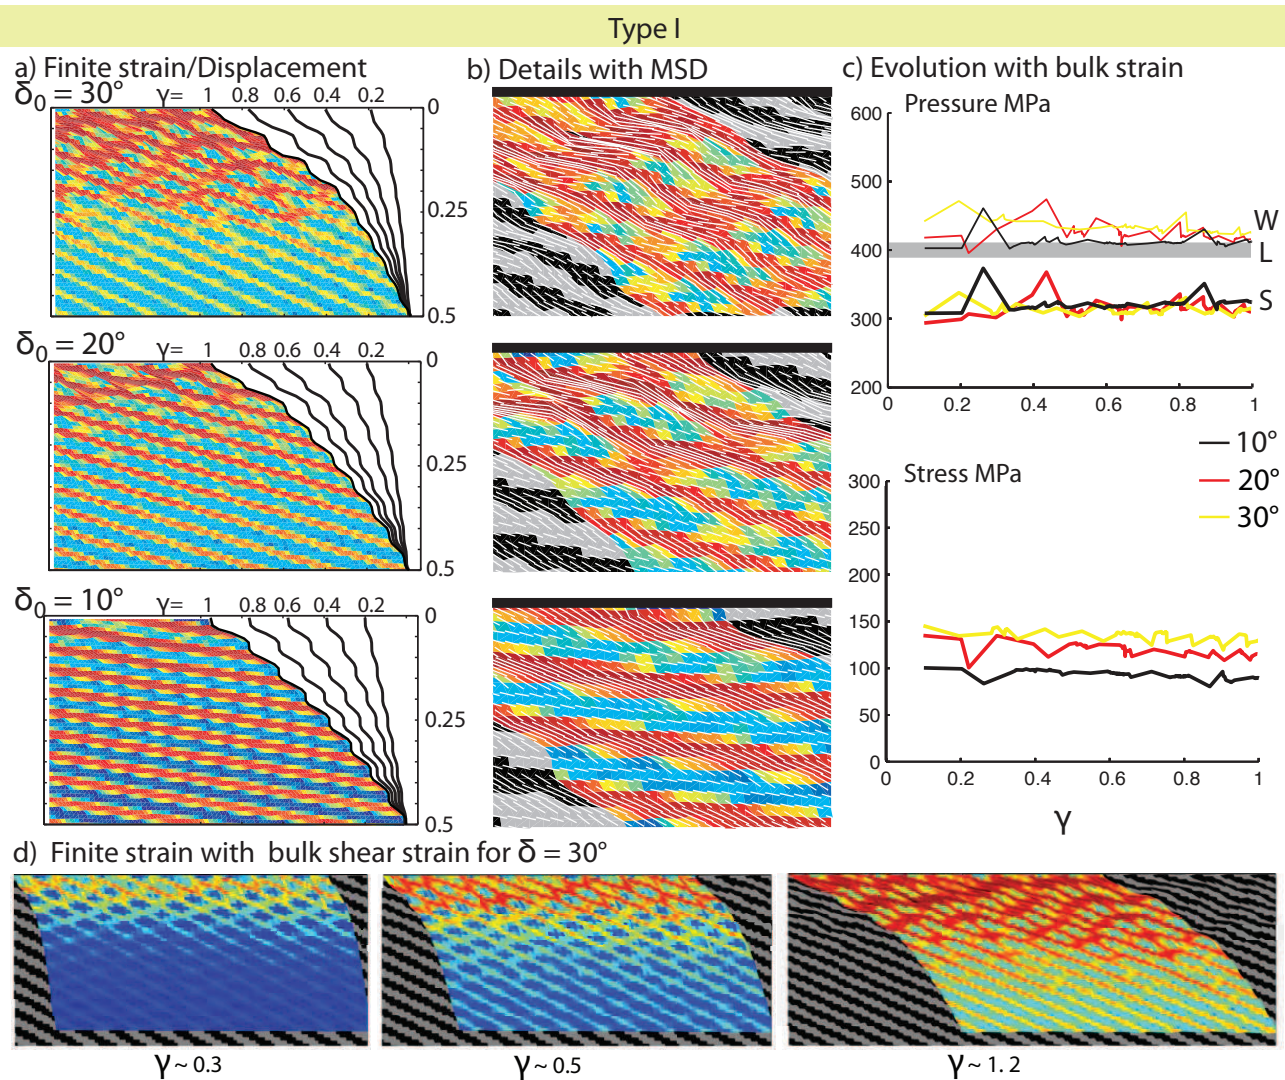 Type I
a) Finite strain/Displacement
δ = 30°
0 γ= 1 0.8 0.6 0.4 0.2 0
0.25
0.5
δ = 20°
0 γ= 1 0.8 0.6 0.4 0.2 0
0.25
0.5
δ = 10°
0 γ= 1 0.8 0.6 0.4 0.2 0
0.25
0.5
b) Details with MSD
c) Evolution with bulk strain
Pressure MPa
600
500
400
300
200
W
L
S
0 0.2 0.4 0.6 0.8 1
10°
20°
30°
Stress MPa
300
250
200
150
100
50
0
0 0.2 0.4 0.6 0.8 1
γ
d) Finite strain with bulk shear strain for δ = 30°
γ ~ 0.3
γ ~ 0.5
γ ~ 1. 2